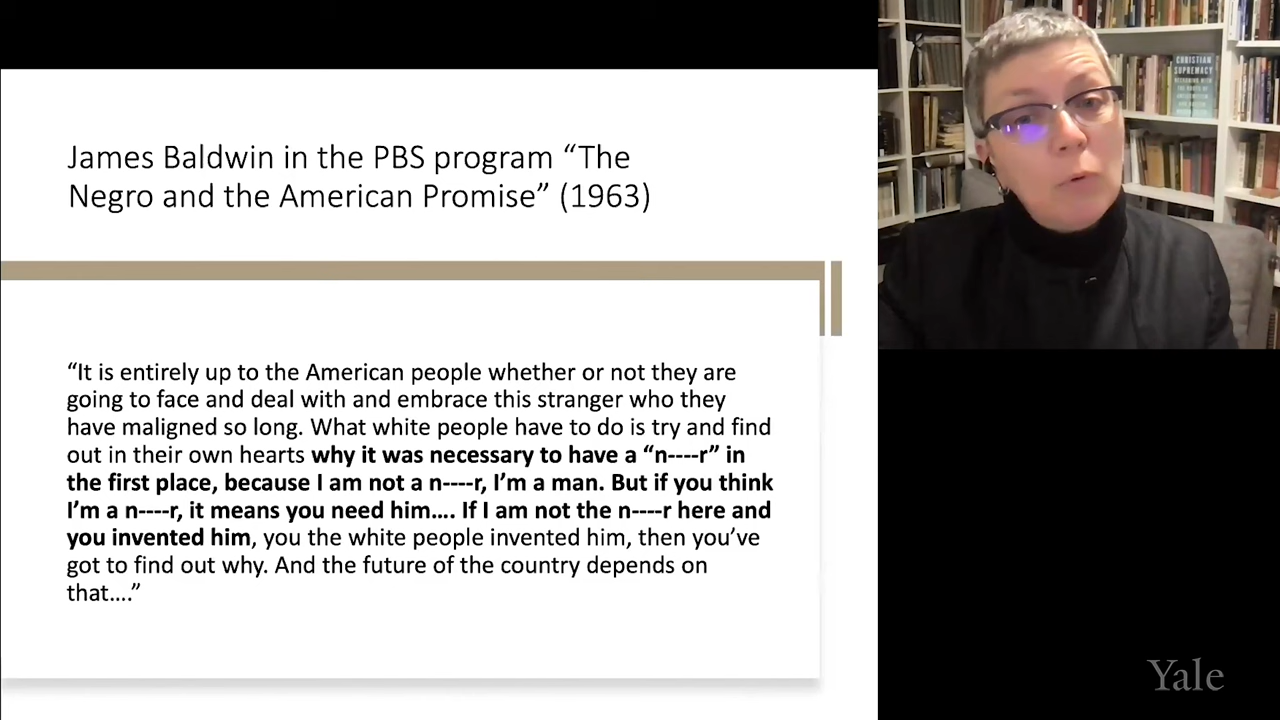 James Baldwin in the PBS program “The
Negro and the American Promise” (1963)
“It is entirely up to the American people whether or not they are
going to face and deal with and embrace this stranger who they
have maligned so long. What white people have to do is try and find
out in their own hearts why it was necessary to have a “n----r” in
the first place, because I am not a n----r, I’m a man. But if you think
I’m a n----r, it means you need him…. If I am not the n----r here and
you invented him, you the white people invented him, then you’ve
got to find out why. And the future of the country depends on
that….”
CHRISTIAN
SUPREMACY
Yale